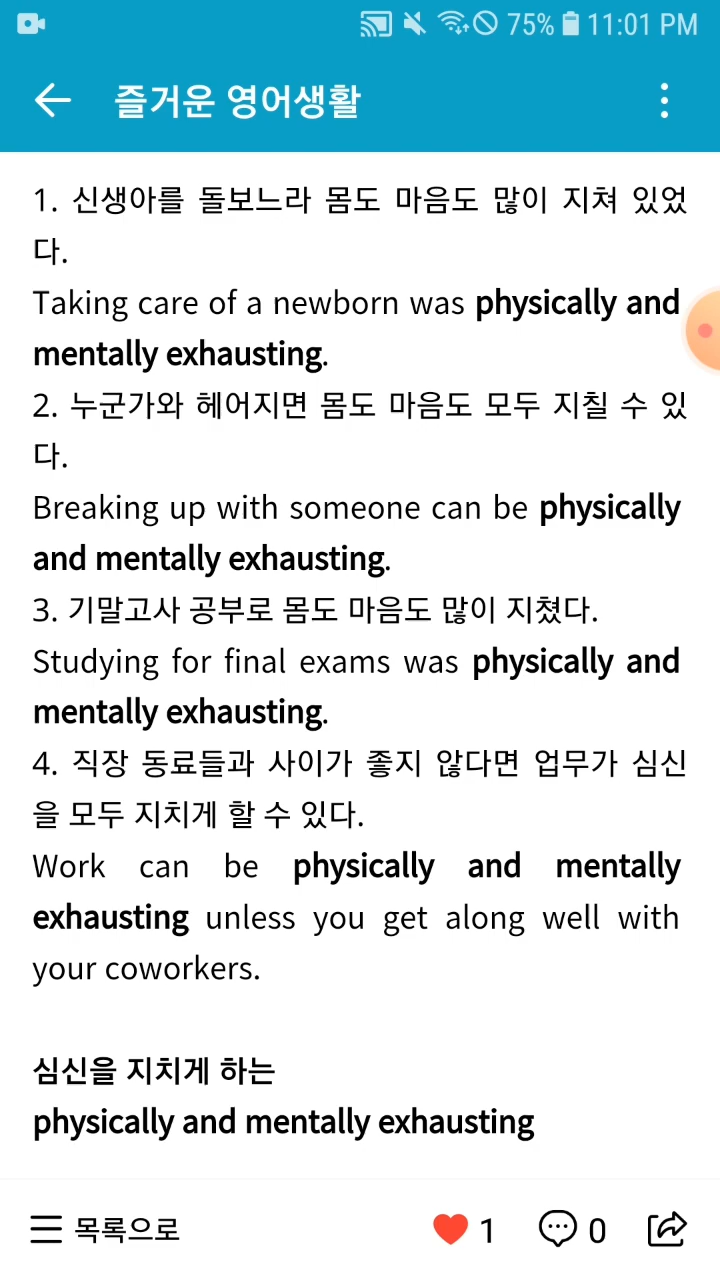 75% 11:01 PM
즐거운 영어생활
1. 신생아를 돌보느라 몸도 마음도 많이 지쳐 있었
다.
Taking care of a newborn was physically and
mentally exhausting.
2. 누군가와 헤어지면 몸도 마음도 모두 지칠 수 있
다.
Breaking up with someone can be physically
and mentally exhausting.
3. 기말고사 공부로 몸도 마음도 많이 지쳤다.
Studying for final exams was physically and
mentally exhausting.
4. 직장 동료들과 사이가 좋지 않다면 업무가 심신
을 모두 지치게 할 수 있다.
Work can be physically and mentally
exhausting unless you get along well with
your coworkers.
심신을 지치게 하는
physically and mentally exhausting
목록으로 1 0